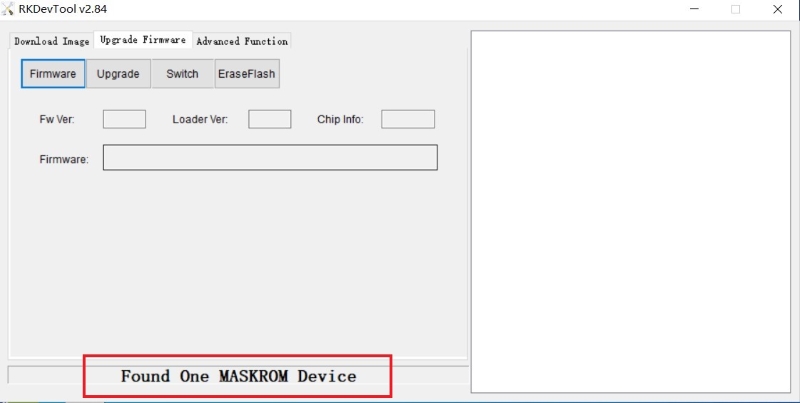 RKDevTool v2.84
Download Image Upgrade Firmware Advanced Function
Firmware Upgrade Switch EraseFlash
Fw Ver: Loader Ver: Chip Info:
Firmware:
Found One MASKROM Device